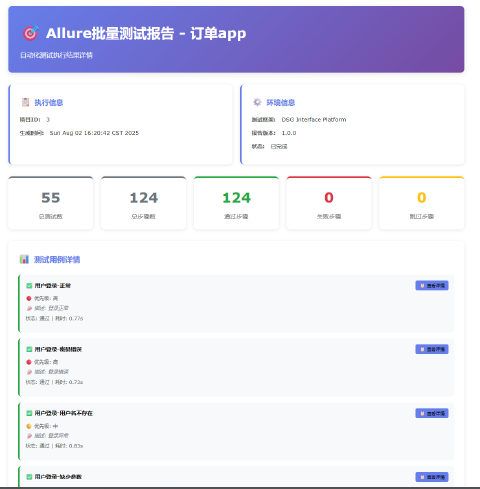 Allure批量测试报告 - 订单app
自动化测试执行结果详情
执行信息
项目ID: 3
生成时间: Sun Aug 02 16:20:42 CST 2025
环境信息
测试框架: DSG Interface Platform
报告版本: 1.0.0
状态: 已完成
55
总测试数
124
总步骤数
124
通过步骤
0
失败步骤
0
跳过步骤
测试用例详情
用户登录-正常
查看详情
优先级: 高
描述: 登录正常
状态: 通过 | 耗时: 0.77s
用户登录-密码错误
查看详情
优先级: 高
描述: 登录错误
状态: 通过 | 耗时: 0.73s
用户登录-用户名不存在
查看详情
优先级: 中
描述: 登录异常
状态: 通过 | 耗时: 0.83s
用户登录-缺少参数
查看详情